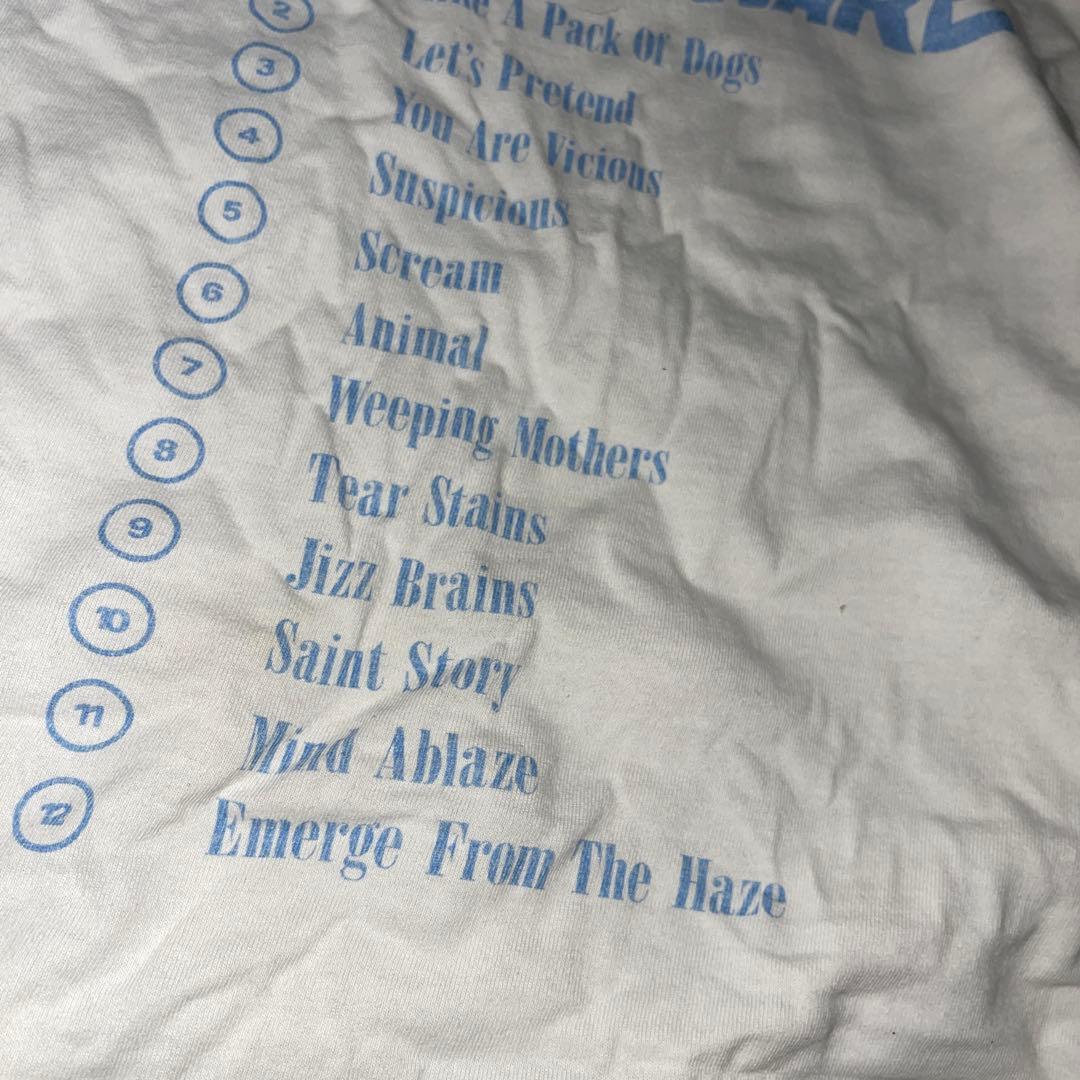 2 A Pack Of Dogs
3 Let's Pretend
4 You Are Vicious
5 Suspicious
6 Scream
7 Animal
8 Weeping Mothers
9 Tear Stains
10 Jizz Brains
11 Saint Story
12 Mind Ablaze
Emerge From The Haze